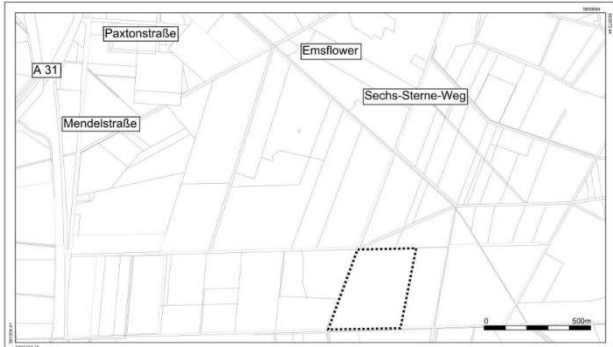 Paxtonstraße
Emsflower
A 31
Sechs-Sterne-Weg
Mendelstraße
0 500m